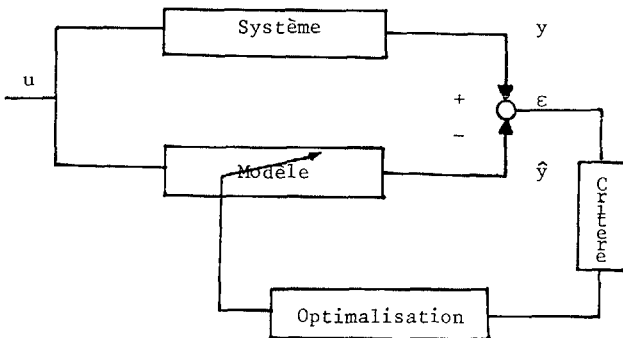 Système
y
u
+
ε
−
Modèle
ŷ
Critère
Optimalisation